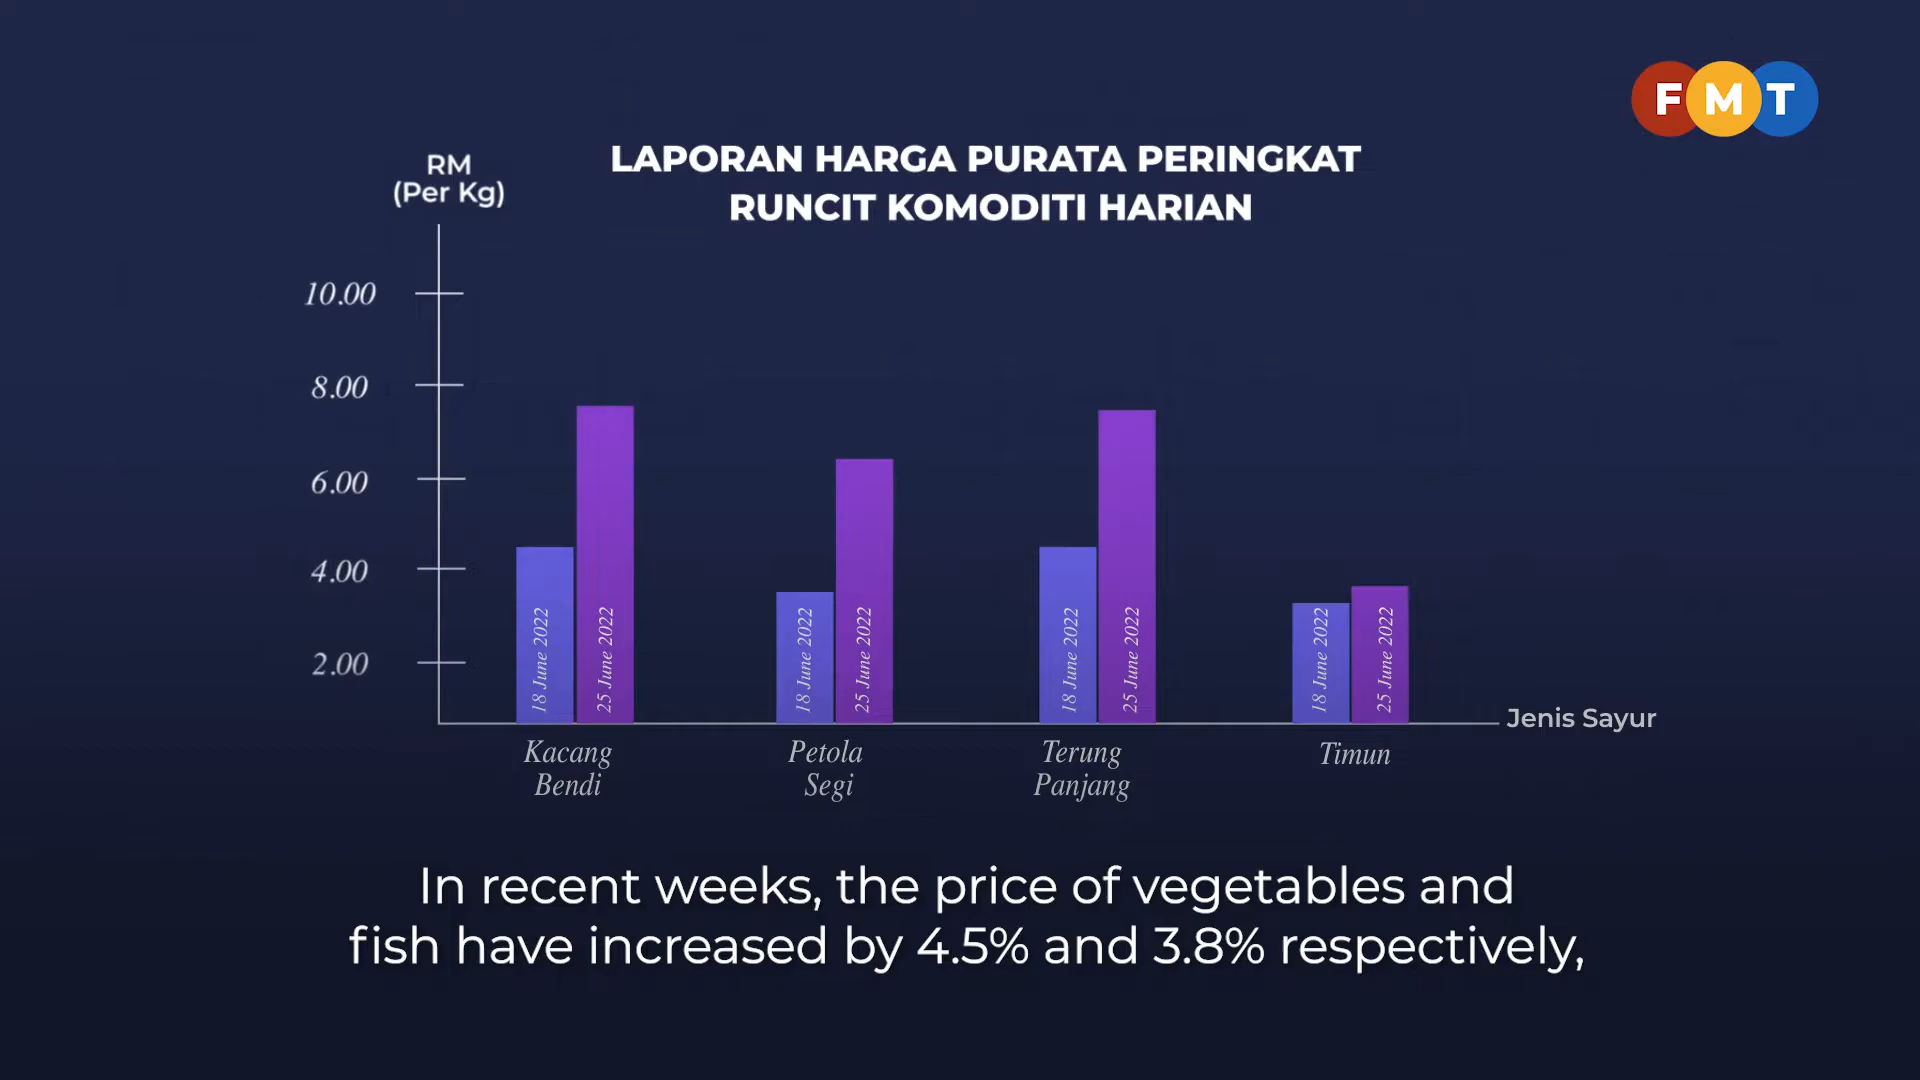 FMT
LAPORAN HARGA PURATA PERINGKAT
RUNCIT KOMODITI HARIAN
RM
(Per Kg)
10.00
8.00
6.00
4.00
2.00
18 June 2022
25 June 2022
18 June 2022
25 June 2022
18 June 2022
25 June 2022
18 June 2022
25 June 2022
Jenis Sayur
Kacang
Bendi
Petola
Segi
Terung
Panjang
Timun
In recent weeks, the price of vegetables and
fish have increased by 4.5% and 3.8% respectively,